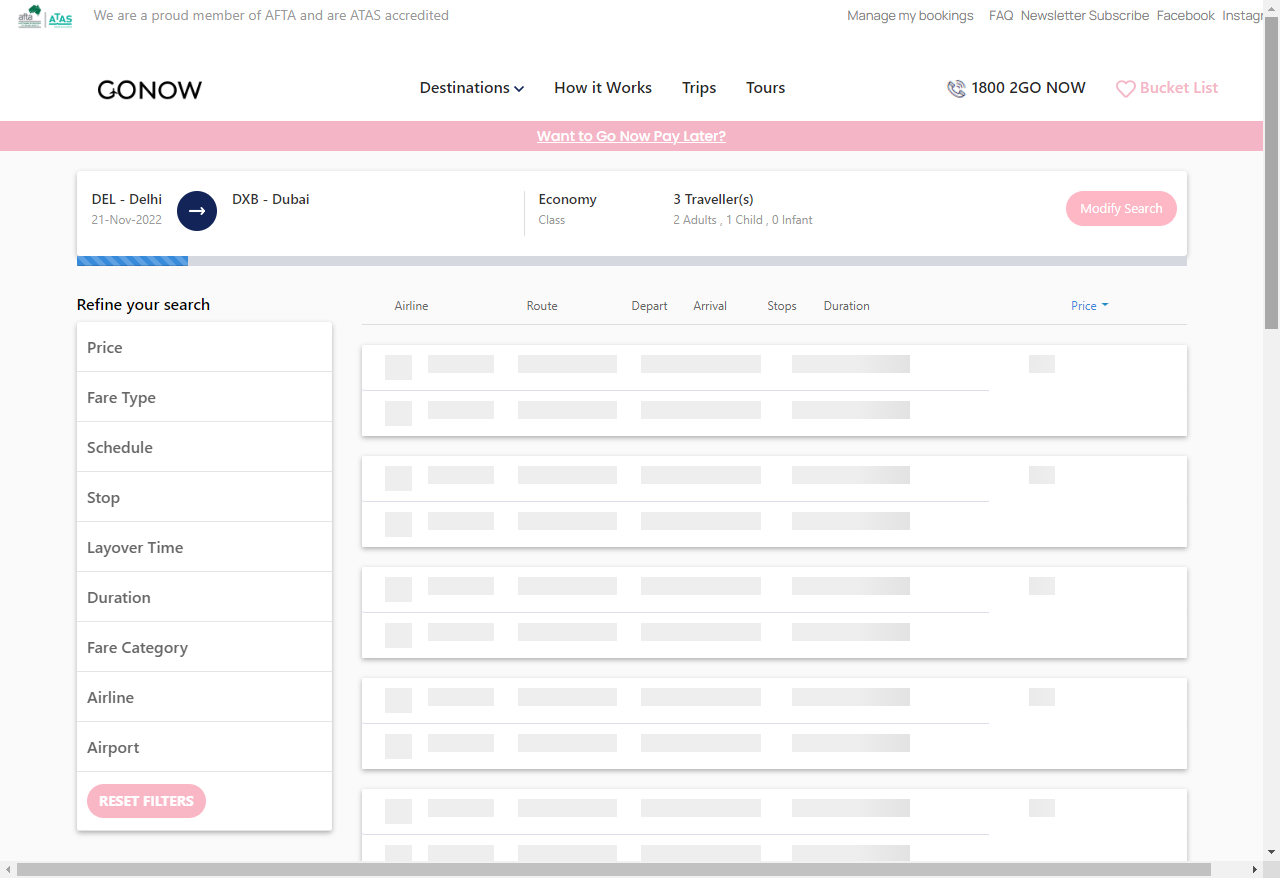 afta ATAS We are a proud member of AFTA and are ATAS accredited Manage my bookings FAQ Newsletter Subscribe Facebook Instagr
GONOW Destinations How it Works Trips Tours 1800 2GO NOW Bucket List
Want to Go Now Pay Later?
DEL - Delhi DXB - Dubai Economy 3 Traveller(s) Modify Search
21-Nov-2022 Class 2 Adults , 1 Child , 0 Infant
Refine your search Airline Route Depart Arrival Stops Duration Price
Price
Fare Type
Schedule
Stop
Layover Time
Duration
Fare Category
Airline
Airport
RESET FILTERS